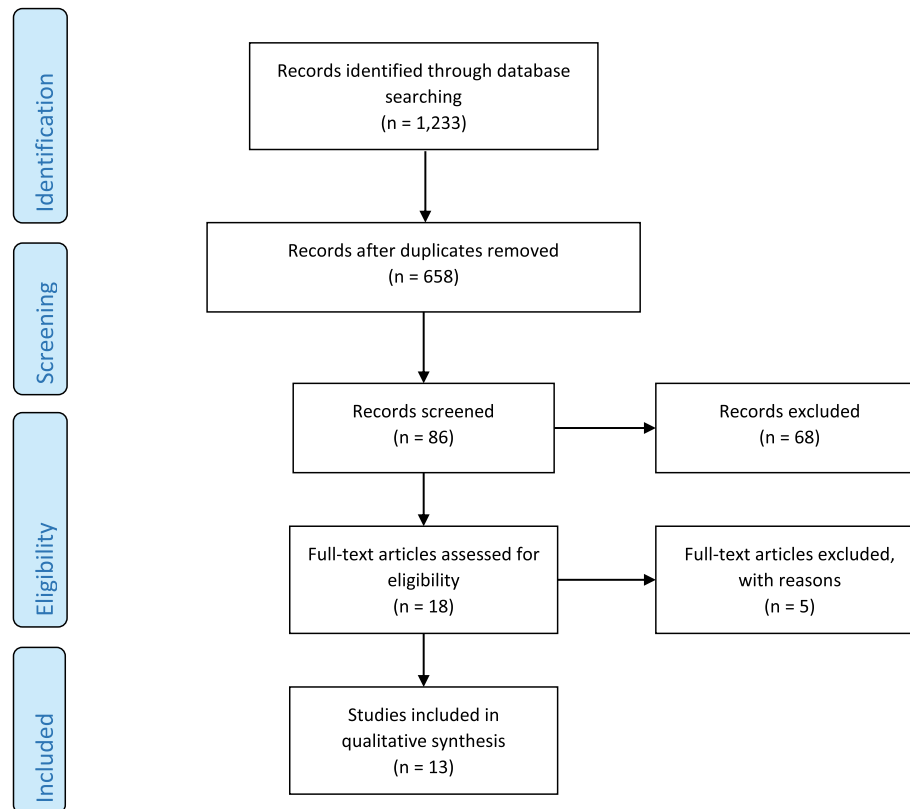 Identification
Records identified through database
searching
(n = 1,233)
Records after duplicates removed
(n = 658)
Screening
Records screened
(n = 86)
Records excluded
(n = 68)
Eligibility
Full-text articles assessed for
eligibility
(n = 18)
Full-text articles excluded,
with reasons
(n = 5)
Included
Studies included in
qualitative synthesis
(n = 13)